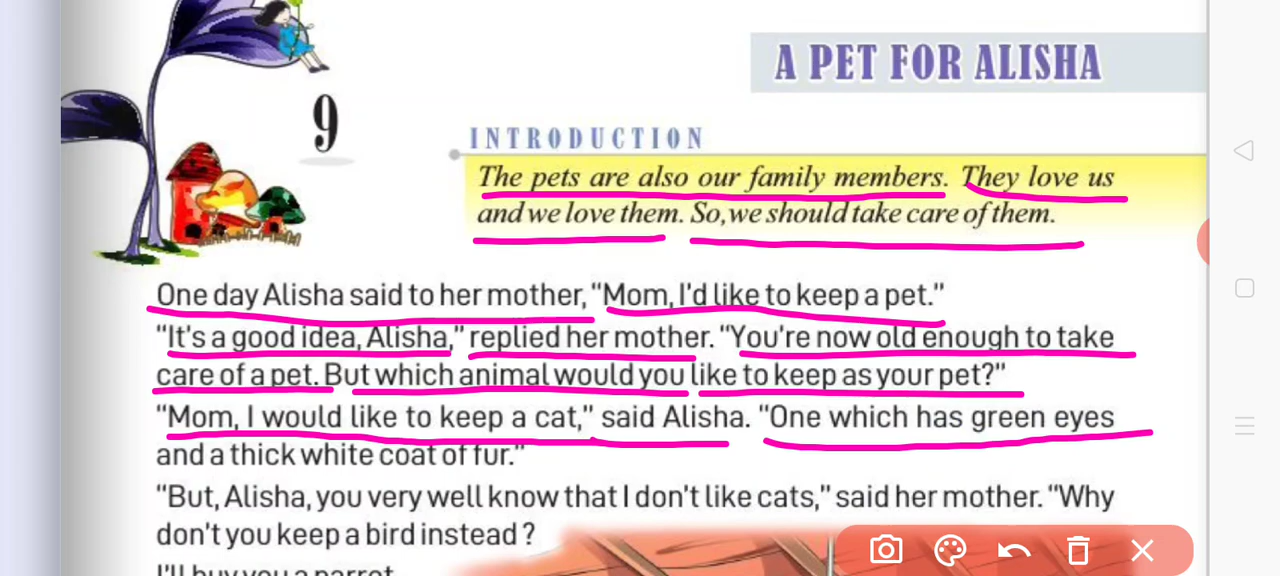 A PET FOR ALISHA
9
INTRODUCTION
The pets are also our family members. They love us
and we love them. So, we should take care of them.
One day Alisha said to her mother, “Mom, I’d like to keep a pet.”
“It’s a good idea, Alisha,” replied her mother. “You’re now old enough to take
care of a pet. But which animal would you like to keep as your pet?”
“Mom, I would like to keep a cat,” said Alisha. “One which has green eyes
and a thick white coat of fur.”
“But, Alisha, you very well know that I don’t like cats,” said her mother. “Why
don’t you keep a bird instead ?
I’ll buy you a parrot